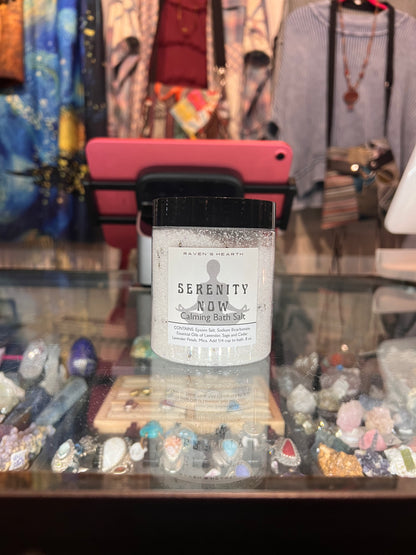 RAVEN'S HEARTH
SERENITY
NOW
Calming Bath Salt
CONTAINS: Epsom Salt, Sodium Bicarbonate,
Essential Oils of Lavender, Sage and Cedar
Lavender Petals, Mica. Add 1/4 cup to bath. 8 oz